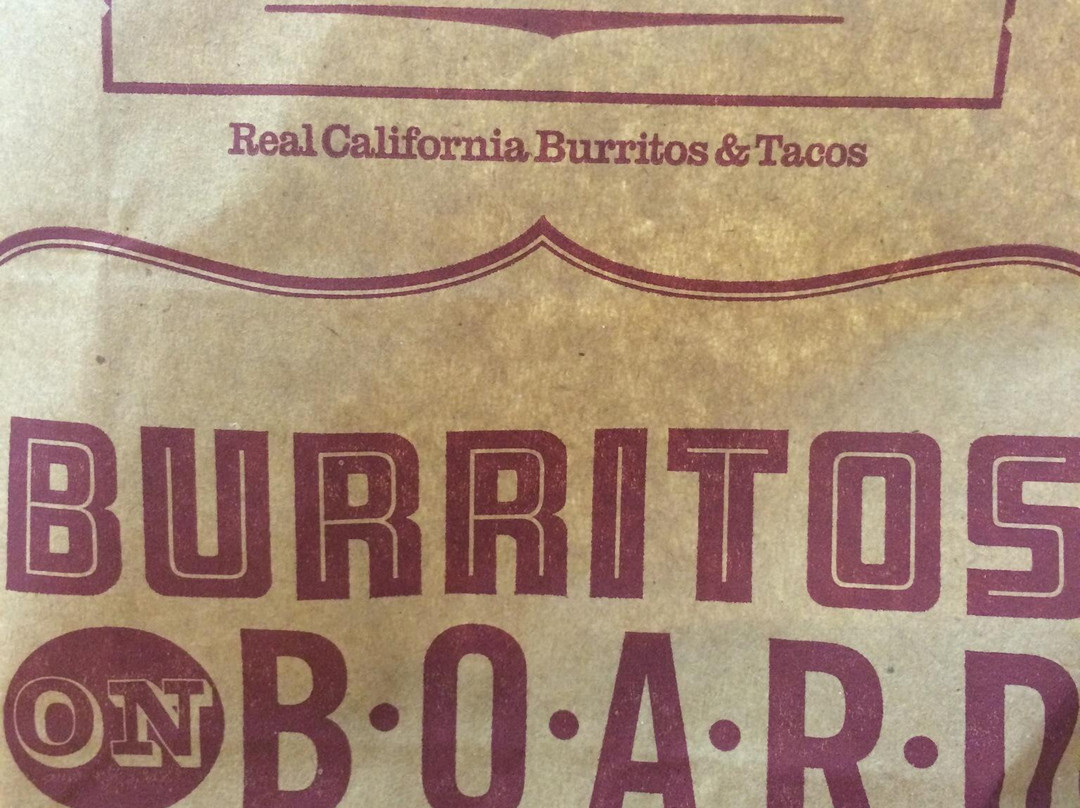 Real California Burritos & Tacos
BURRITOS
ON B·O·A·R·D